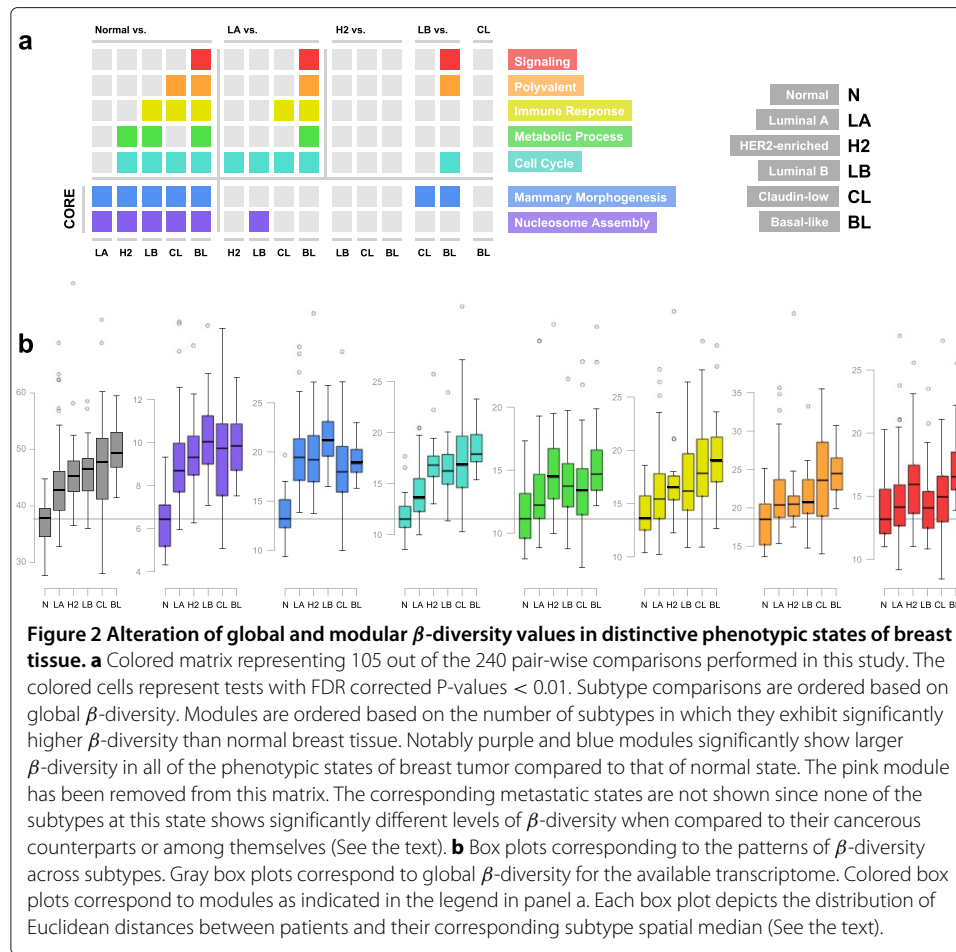 a
Normal vs.
LA vs.
H2 vs.
LB vs.
CL
Signaling
Polyvalent
Immune Response
Metabolic Process
Cell Cycle
CORE
Mammary Morphogenesis
Nucleosome Assembly
LA H2 LB CL BL H2 LB CL BL LB CL BL CL BL BL
Normal N
Luminal A LA
HER2-enriched H2
Luminal B LB
Claudin-low CL
Basal-like BL
b
60
50
40
30
N LA H2 LB CL BL
12
10
8
6
4
N LA H2 LB CL BL
25
20
15
10
N LA H2 LB CL BL
25
20
15
10
N LA H2 LB CL BL
20
15
10
N LA H2 LB CL BL
25
20
15
10
N LA H2 LB CL BL
35
30
25
20
15
N LA H2 LB CL BL
25
20
15
10
N LA H2 LB CL BL
Figure 2 Alteration of global and modular β-diversity values in distinctive phenotypic states of breast
tissue. a Colored matrix representing 105 out of the 240 pair-wise comparisons performed in this study. The
colored cells represent tests with FDR corrected P-values < 0.01. Subtype comparisons are ordered based on
global β-diversity. Modules are ordered based on the number of subtypes in which they exhibit significantly
higher β-diversity than normal breast tissue. Notably purple and blue modules significantly show larger
β-diversity in all of the phenotypic states of breast tumor compared to that of normal state. The pink module
has been removed from this matrix. The corresponding metastatic states are not shown since none of the
subtypes at this state shows significantly different levels of β-diversity when compared to their cancerous
counterparts or among themselves (See the text). b Box plots corresponding to the patterns of β-diversity
across subtypes. Gray box plots correspond to global β-diversity for the available transcriptome. Colored box
plots correspond to modules as indicated in the legend in panel a. Each box plot depicts the distribution of
Euclidean distances between patients and their corresponding subtype spatial median (See the text).